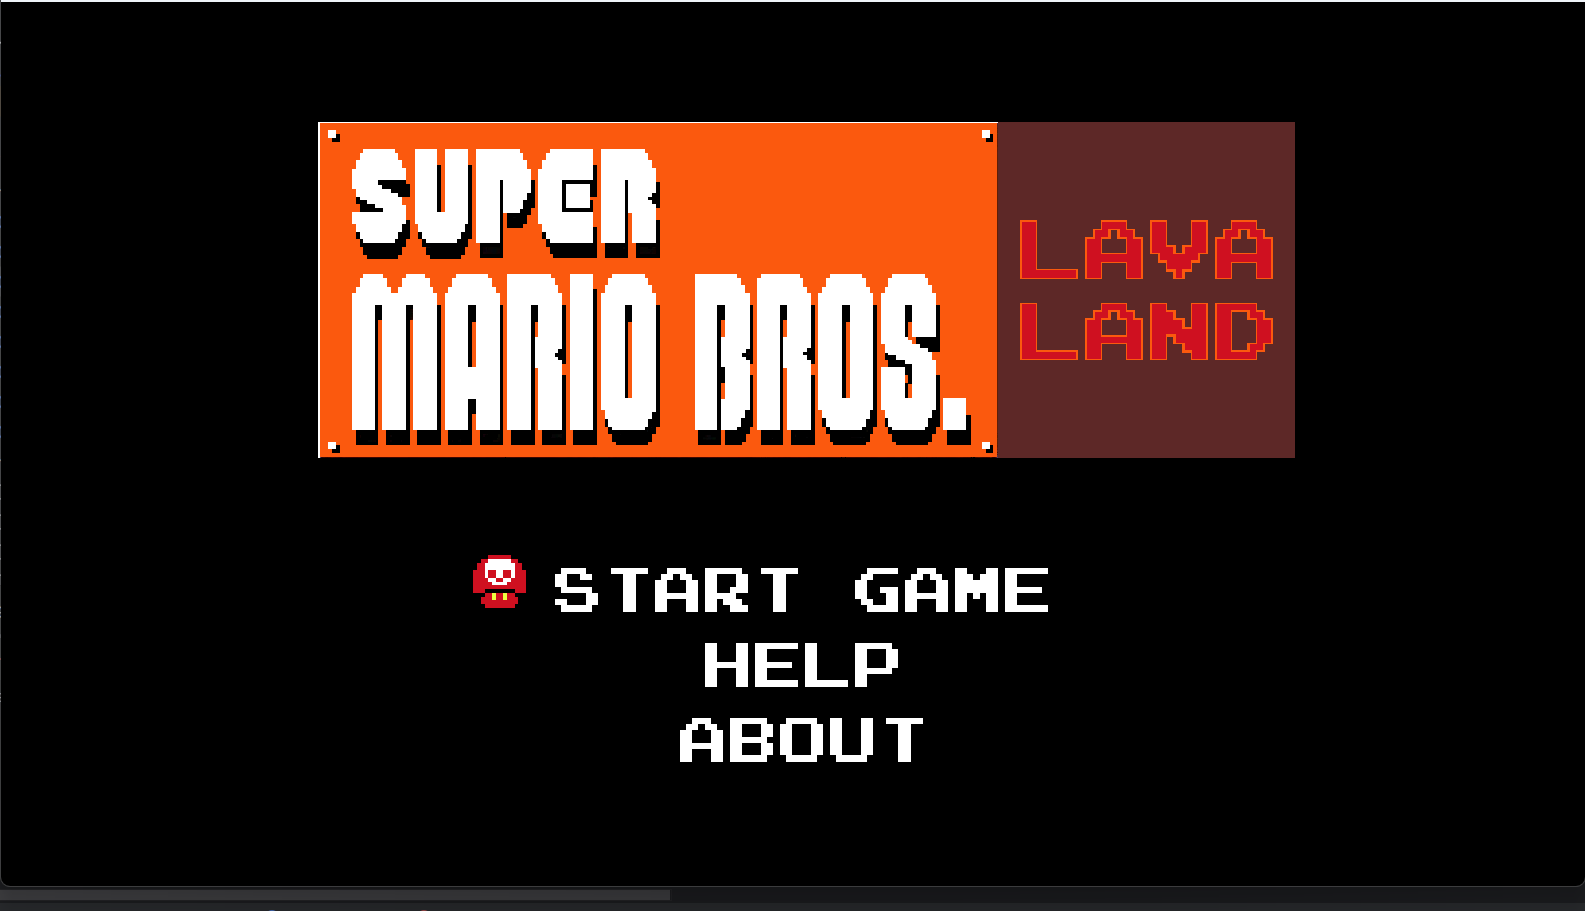 SUPER
MARIO BROS.
LAVA
LAND
START GAME
HELP
ABOUT